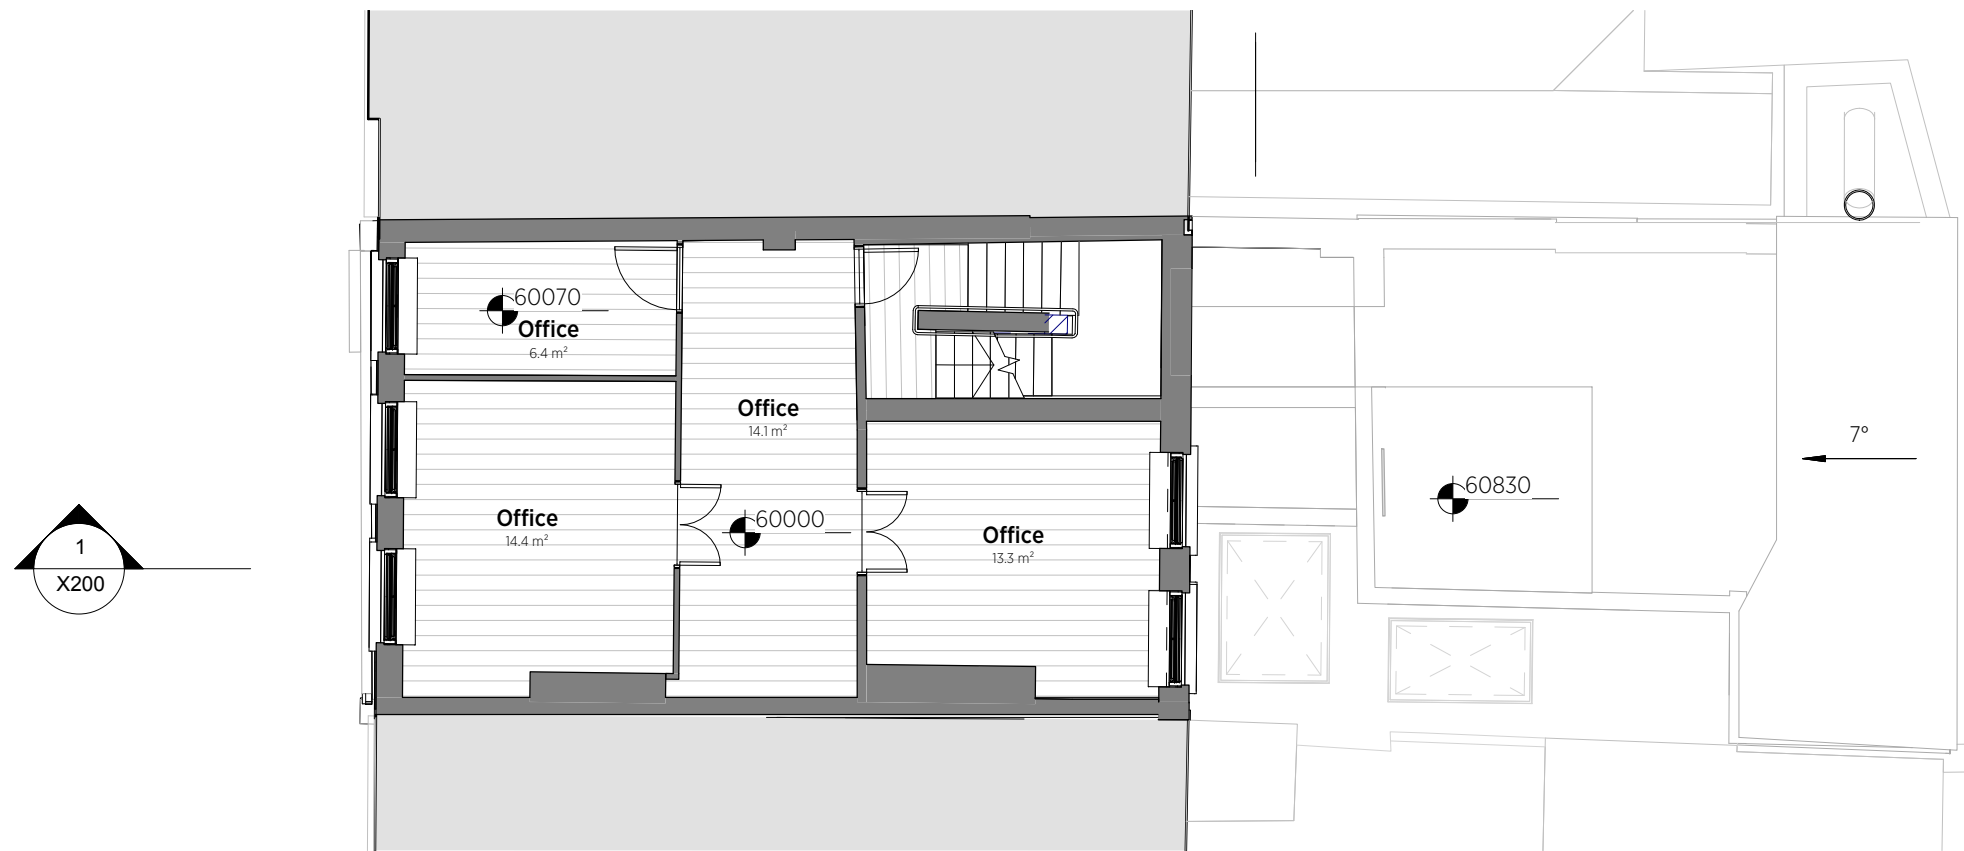 60070
Office
6.4 m²
Office
14.1 m²
7°
60830
Office
14.4 m²
60000
Office
13.3 m²
1
X200